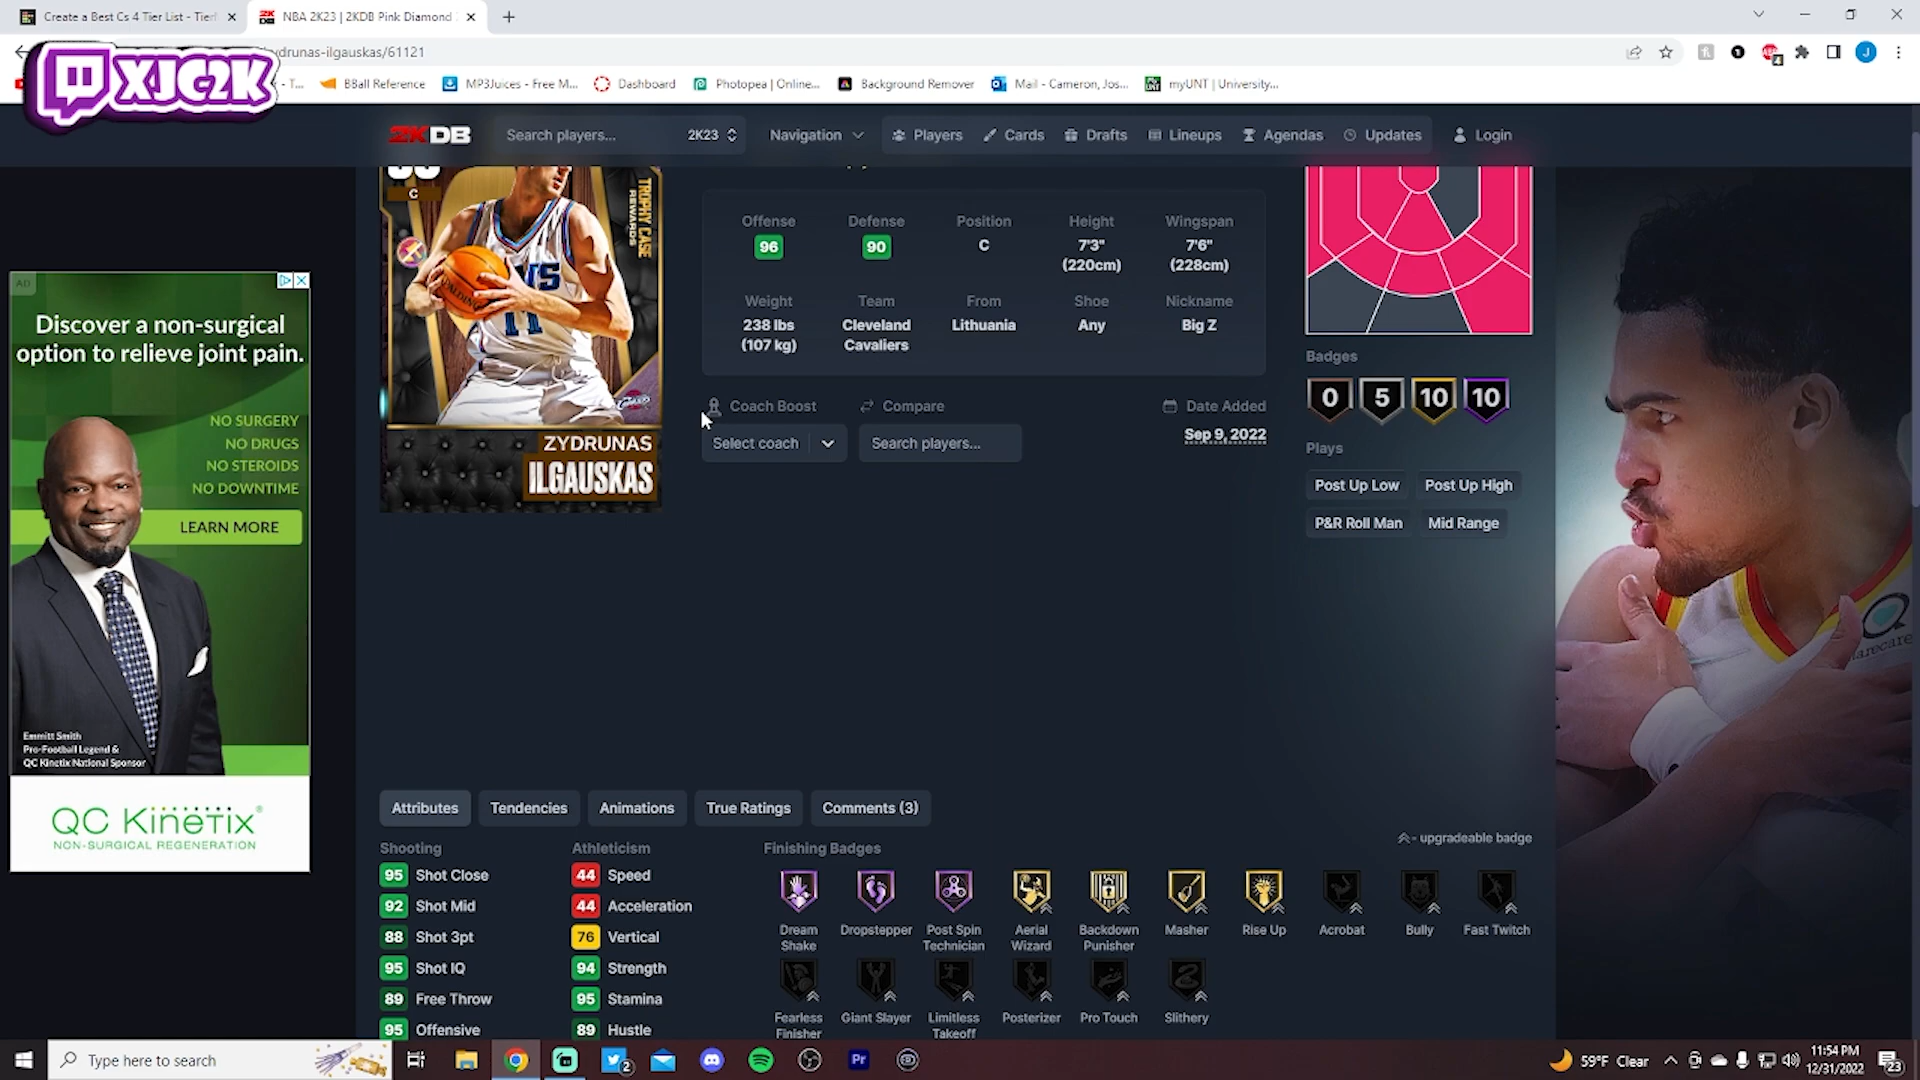 Create a Best Cs 4 Tier List - Tier
NBA 2K23 | 2KDB Pink Diamond
XJC2K
drunas-ilgauskas/61121
- T...
BBall Reference
MP3Juices - Free M...
Dashboard
Photopea | Online...
Background Remover
Mail - Cameron, Jos...
myUNT | University...
2KDB
Search players...
2K23
Navigation
Players
Cards
Drafts
Lineups
Agendas
Updates
Login
C
TROPHY CASE
REWARDS
SPALDING
11
ZYDRUNAS
ILGAUSKAS
Offense
96
Defense
90
Position
C
Height
7'3"
(220cm)
Wingspan
7'6"
(228cm)
Weight
238 lbs
(107 kg)
Team
Cleveland
Cavaliers
From
Lithuania
Shoe
Any
Nickname
Big Z
Coach Boost
Select coach
Compare
Search players...
Date Added
Sep 9, 2022
Badges
0 5 10 10
Plays
Post Up Low
Post Up High
P&R Roll Man
Mid Range
AD
Discover a non-surgical
option to relieve joint pain.
NO SURGERY
NO DRUGS
NO STEROIDS
NO DOWNTIME
LEARN MORE
Emmitt Smith
Pro-Football Legend &
QC Kinetix National Sponsor
QC Kinetix
NON-SURGICAL REGENERATION
Attributes
Tendencies
Animations
True Ratings
Comments (3)
- upgradeable badge
Shooting
95 Shot Close
92 Shot Mid
88 Shot 3pt
95 Shot IQ
89 Free Throw
95 Offensive
Athleticism
44 Speed
44 Acceleration
76 Vertical
94 Strength
95 Stamina
89 Hustle
Finishing Badges
Dream
Shake
Dropstepper
Post Spin
Technician
Aerial
Wizard
Backdown
Punisher
Masher
Rise Up
Acrobat
Bully
Fast Twitch
Fearless
Finisher
Giant Slayer
Limitless
Takeoff
Posterizer
Pro Touch
Slithery
Type here to search
2
Pr
59°F Clear
11:54 PM
12/31/2022
23